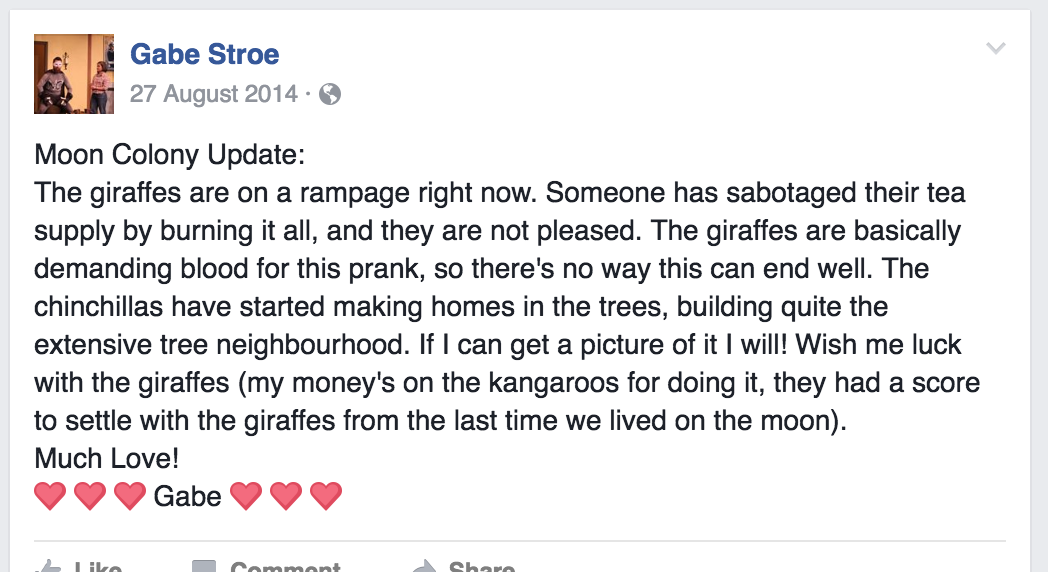 Gabe Stroe
27 August 2014 ·
Moon Colony Update:
The giraffes are on a rampage right now. Someone has sabotaged their tea
supply by burning it all, and they are not pleased. The giraffes are basically
demanding blood for this prank, so there's no way this can end well. The
chinchillas have started making homes in the trees, building quite the
extensive tree neighbourhood. If I can get a picture of it I will! Wish me luck
with the giraffes (my money's on the kangaroos for doing it, they had a score
to settle with the giraffes from the last time we lived on the moon).
Much Love!
❤️ ❤️ ❤️ Gabe ❤️ ❤️ ❤️
Like Comment Share